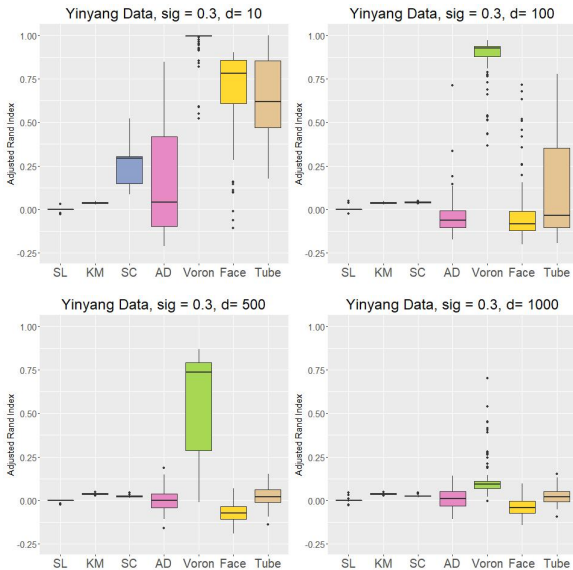 Yinyang Data, sig = 0.3, d= 10
Adjusted Rand Index
1.00
0.75
0.50
0.25
0.00
-0.25
SL KM SC AD Voron Face Tube
Yinyang Data, sig = 0.3, d= 100
Adjusted Rand Index
1.00
0.75
0.50
0.25
0.00
-0.25
SL KM SC AD Voron Face Tube
Yinyang Data, sig = 0.3, d= 500
Adjusted Rand Index
1.00
0.75
0.50
0.25
0.00
-0.25
SL KM SC AD Voron Face Tube
Yinyang Data, sig = 0.3, d= 1000
Adjusted Rand Index
1.00
0.75
0.50
0.25
0.00
-0.25
SL KM SC AD Voron Face Tube